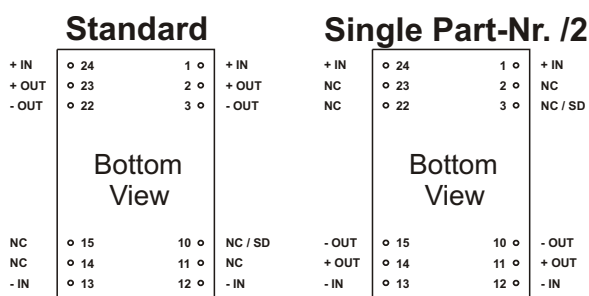 Standard
+ IN 24 1 + IN
+ OUT 23 2 + OUT
- OUT 22 3 - OUT
Bottom
View
NC 15 10 NC / SD
NC 14 11 NC
- IN 13 12 - IN
Single Part-Nr. /2
+ IN 24 1 + IN
NC 23 2 NC
NC 22 3 NC / SD
Bottom
View
- OUT 15 10 - OUT
+ OUT 14 11 + OUT
- IN 13 12 - IN